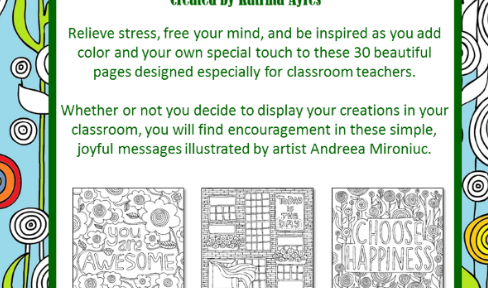 created by Katrina Ayres
Relieve stress, free your mind, and be inspired as you add
color and your own special touch to these 30 beautiful
pages designed especially for classroom teachers.
Whether or not you decide to display your creations in your
classroom, you will find encouragement in these simple,
joyful messages illustrated by artist Andreea Mironiuc.
you
are
AWESOME
TODAY
IS THE
DAY
CHOOSE
HAPPINESS